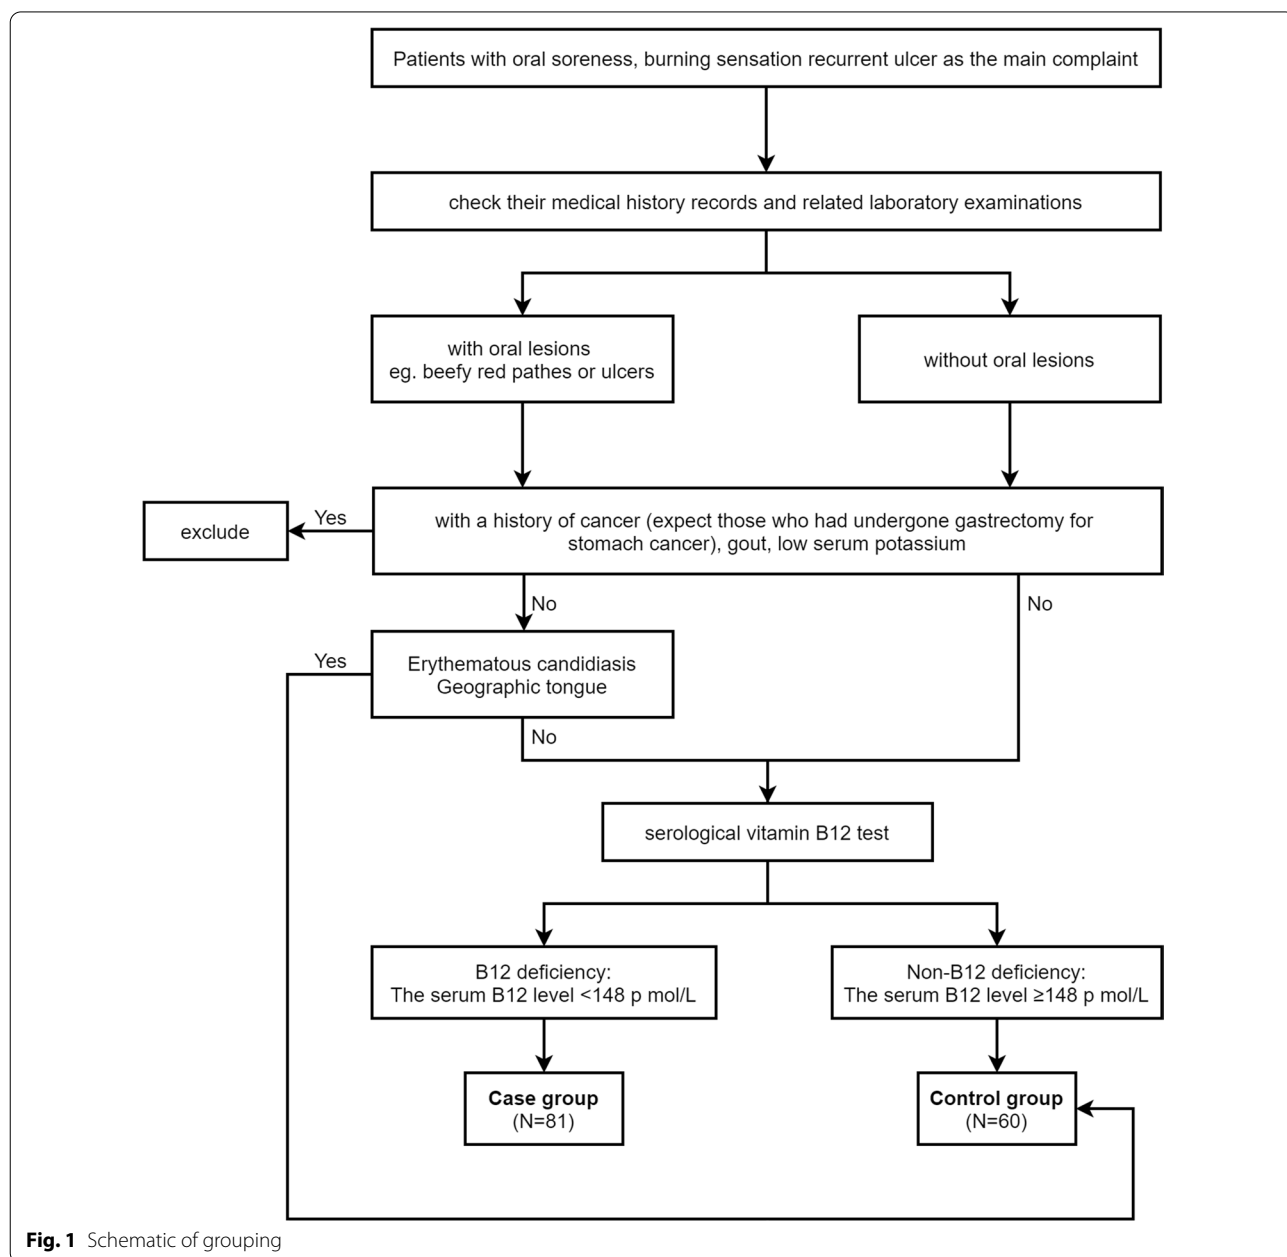 Patients with oral soreness, burning sensation recurrent ulcer as the main complaint
check their medical history records and related laboratory examinations
with oral lesions
eg. beefy red pathes or ulcers
without oral lesions
exclude
Yes
with a history of cancer (expect those who had undergone gastrectomy for
stomach cancer), gout, low serum potassium
No
No
Yes
Erythematous candidiasis
Geographic tongue
No
serological vitamin B12 test
B12 deficiency:
The serum B12 level <148 p mol/L
Non-B12 deficiency:
The serum B12 level ≥148 p mol/L
Case group
(N=81)
Control group
(N=60)
Fig. 1 Schematic of grouping